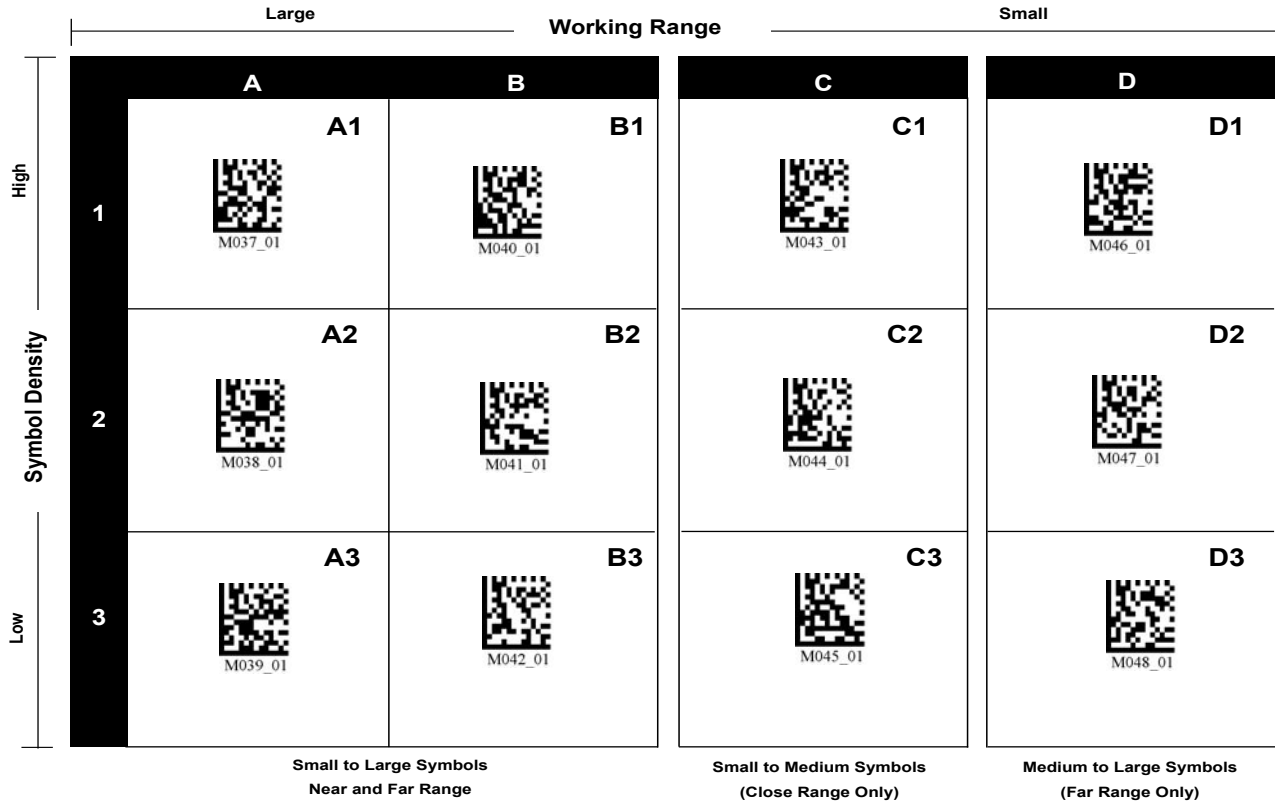 Large
Working Range
Small
A
B
C
D
High
Symbol Density
Low
1
A1
M037_01
B1
M040_01
C1
M043_01
D1
M046_01
2
A2
M038_01
B2
M041_01
C2
M044_01
D2
M047_01
3
A3
M039_01
B3
M042_01
C3
M045_01
D3
M048_01
Small to Large Symbols
Near and Far Range
Small to Medium Symbols
(Close Range Only)
Medium to Large Symbols
(Far Range Only)